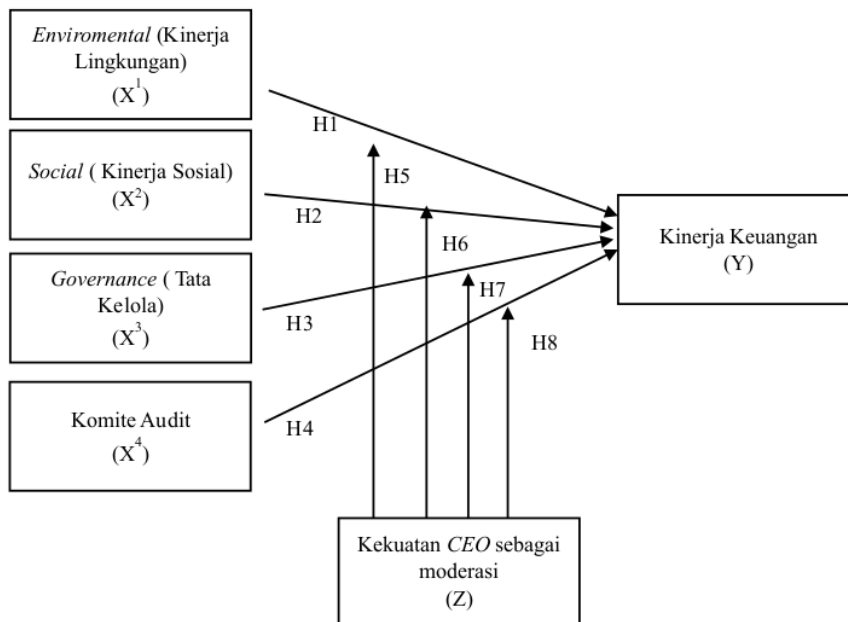 Enviromental (Kinerja
Lingkungan)
(X¹)
Social ( Kinerja Sosial)
(X²)
Governance ( Tata
Kelola)
(X³)
Komite Audit
(X⁴)
H1
H5
H2
H6
H7
H3
H8
H4
Kinerja Keuangan
(Y)
Kekuatan CEO sebagai
moderasi
(Z)